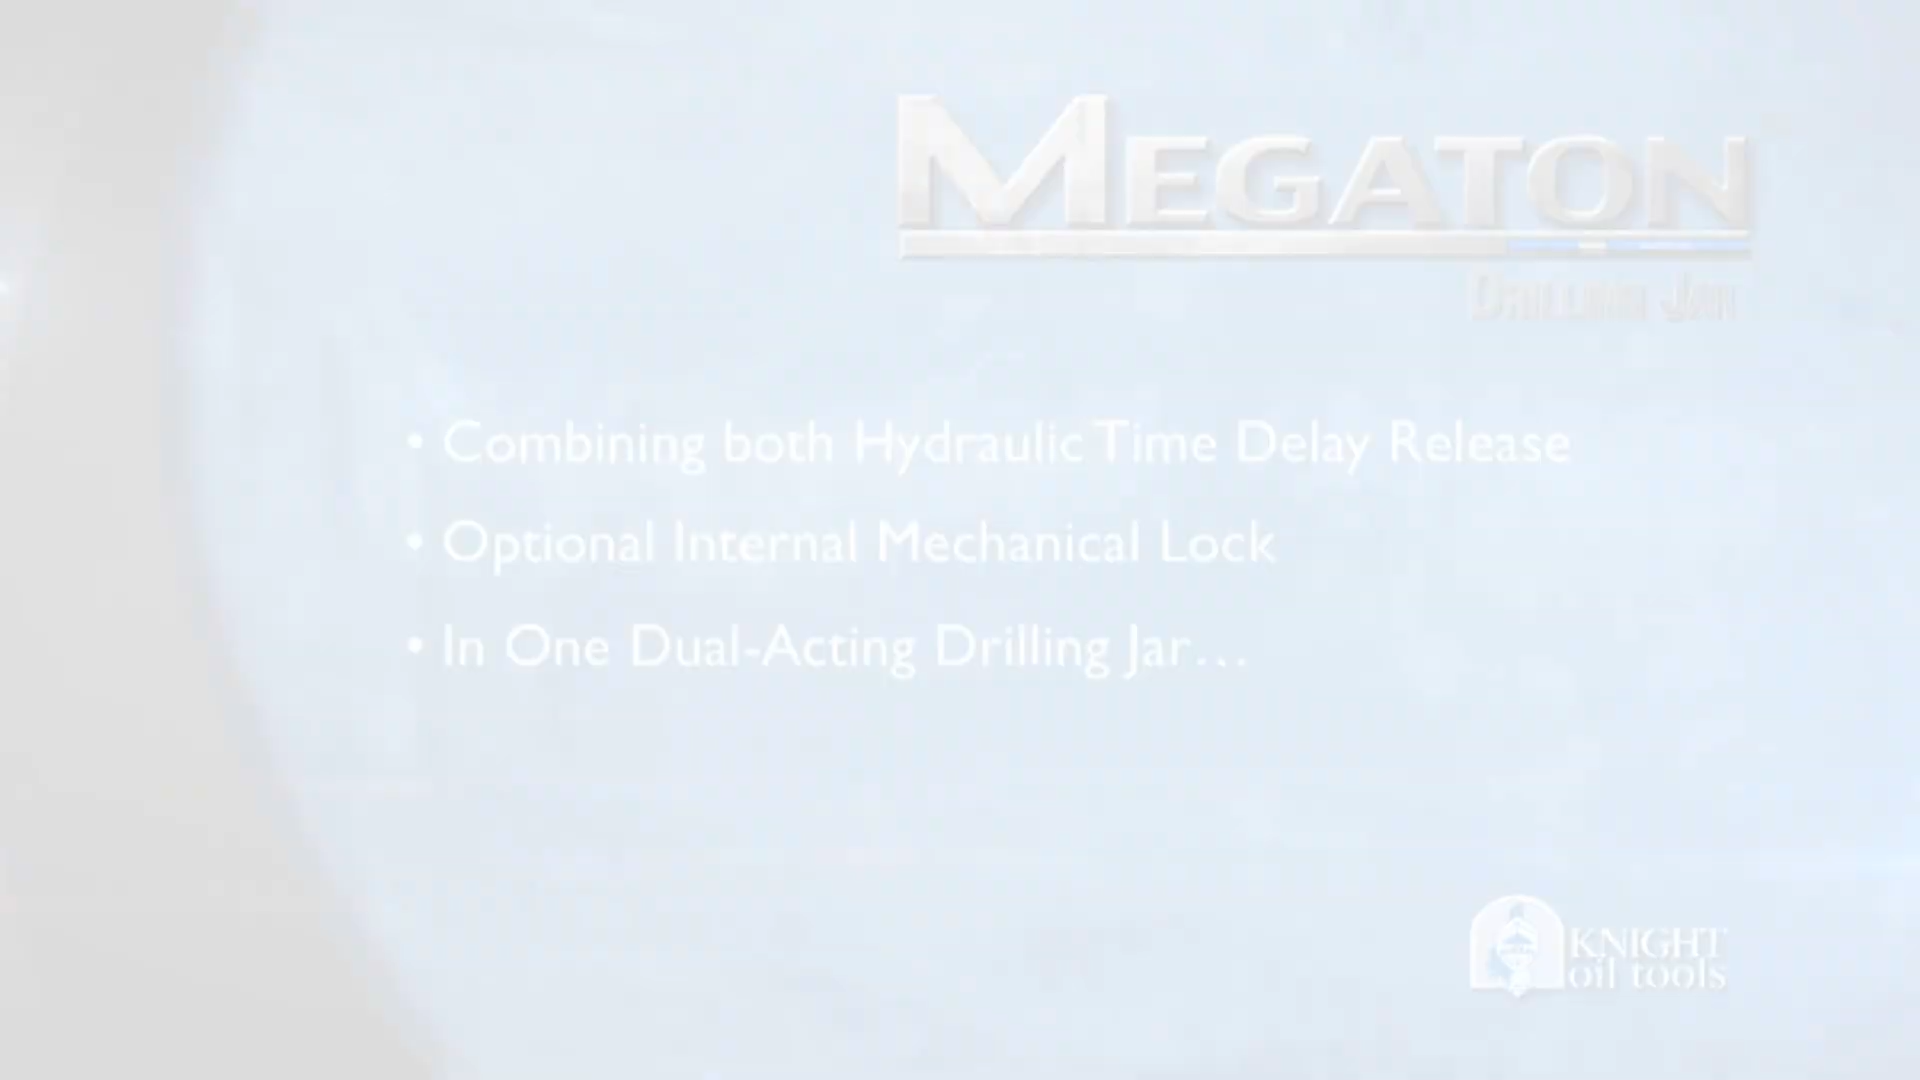 MEGATON
DRILLING JAR
• Combining both Hydraulic Time Delay Release
• Optional Internal Mechanical Lock
• In One Dual-Acting Drilling Jar...
KNIGHT
oil tools